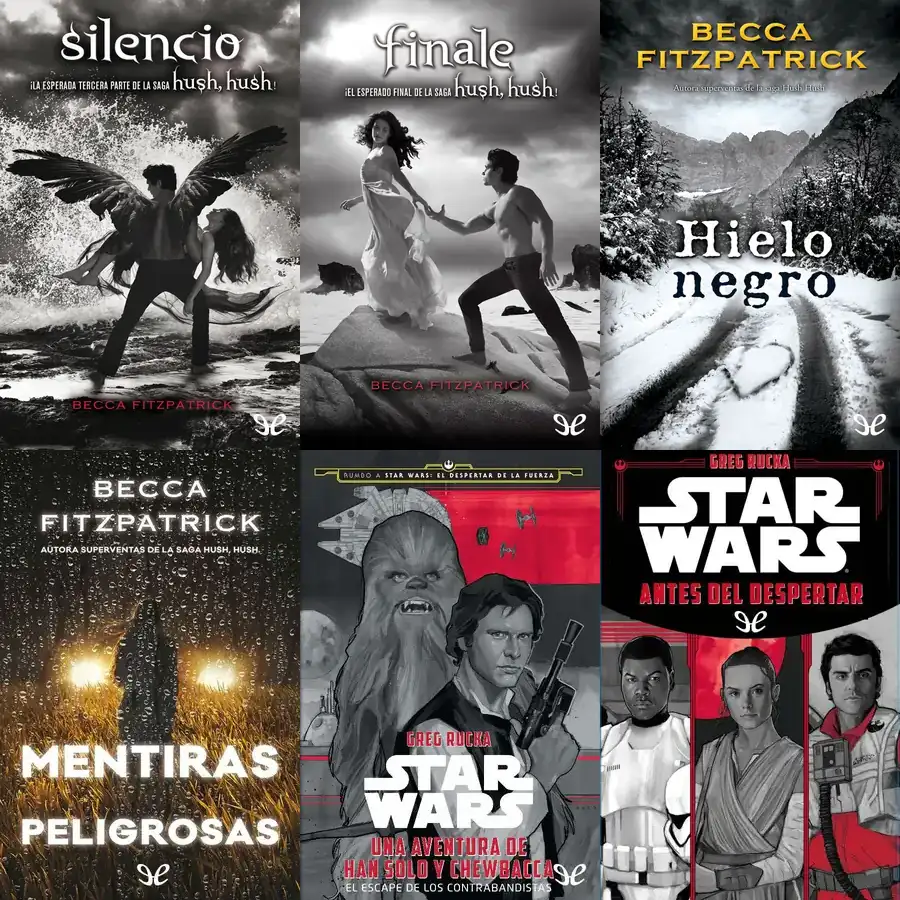 silencio
¡LA ESPERADA TERCERA PARTE DE LA SAGA hush, hush!
BECCA FITZPATRICK
finale
¡EL ESPERADO FINAL DE LA SAGA hush, hush!
BECCA FITZPATRICK
BECCA
FITZPATRICK
Autora superventas de la saga Hush Hush
Hielo
negro
BECCA
FITZPATRICK
AUTORA SUPERVENTAS DE LA SAGA HUSH, HUSH
MENTIRAS
PELIGROSAS
RUMBO A STAR WARS: EL DESPERTAR DE LA FUERZA
GREG RUCKA
STAR
WARS
UNA AVENTURA DE
HAN SOLO Y CHEWBACCA
EL ESCAPE DE LOS CONTRABANDISTAS
GREG RUCKA
STAR
WARS
ANTES DEL DESPERTAR